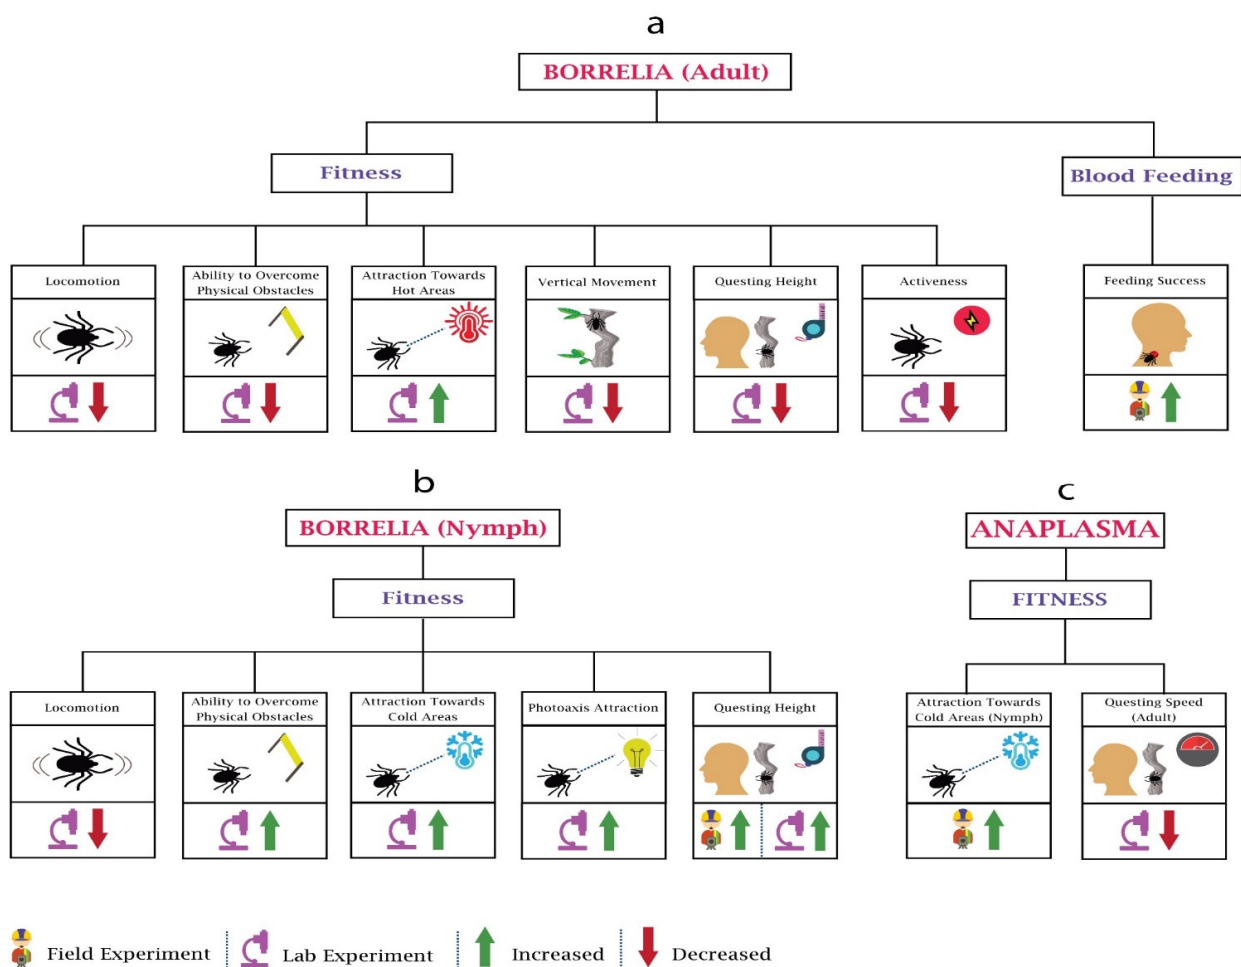 a
BORRELIA (Adult)
Fitness
Blood Feeding
Locomotion
Ability to Overcome
Physical Obstacles
Attraction Towards
Hot Areas
Vertical Movement
Questing Height
Activeness
Feeding Success
b
BORRELIA (Nymph)
Fitness
Locomotion
Ability to Overcome
Physical Obstacles
Attraction Towards
Cold Areas
Photoaxis Attraction
Questing Height
c
ANAPLASMA
FITNESS
Attraction Towards
Cold Areas (Nymph)
Questing Speed
(Adult)
Field Experiment
Lab Experiment
Increased
Decreased